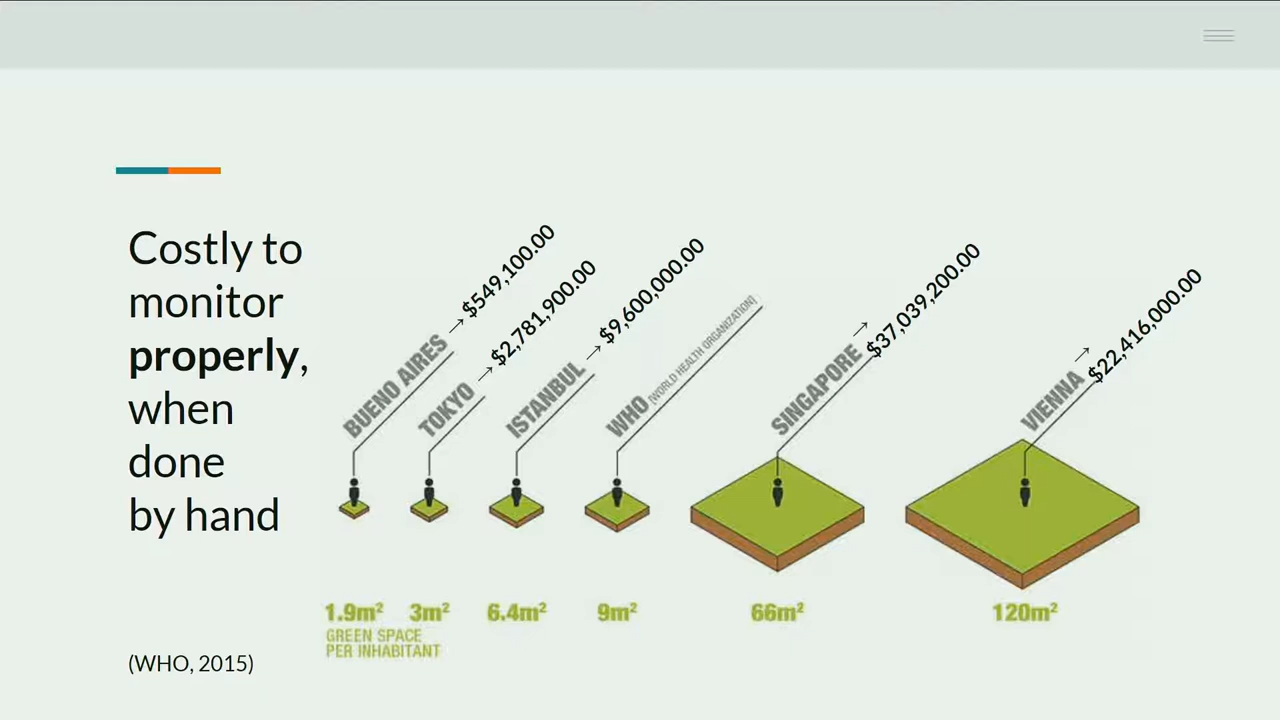 Costly to
monitor
properly,
when
done
by hand
(WHO, 2015)
BUENO AIRES → $549,100.00
TOKYO → $2,781,900.00
ISTANBUL → $9,600,000.00
WHO [WORLD HEALTH ORGANIZATION]
SINGAPORE → $37,039,200.00
VIENNA → $22,416,000.00
1.9m² 3m² 6.4m² 9m² 66m² 120m²
GREEN SPACE
PER INHABITANT